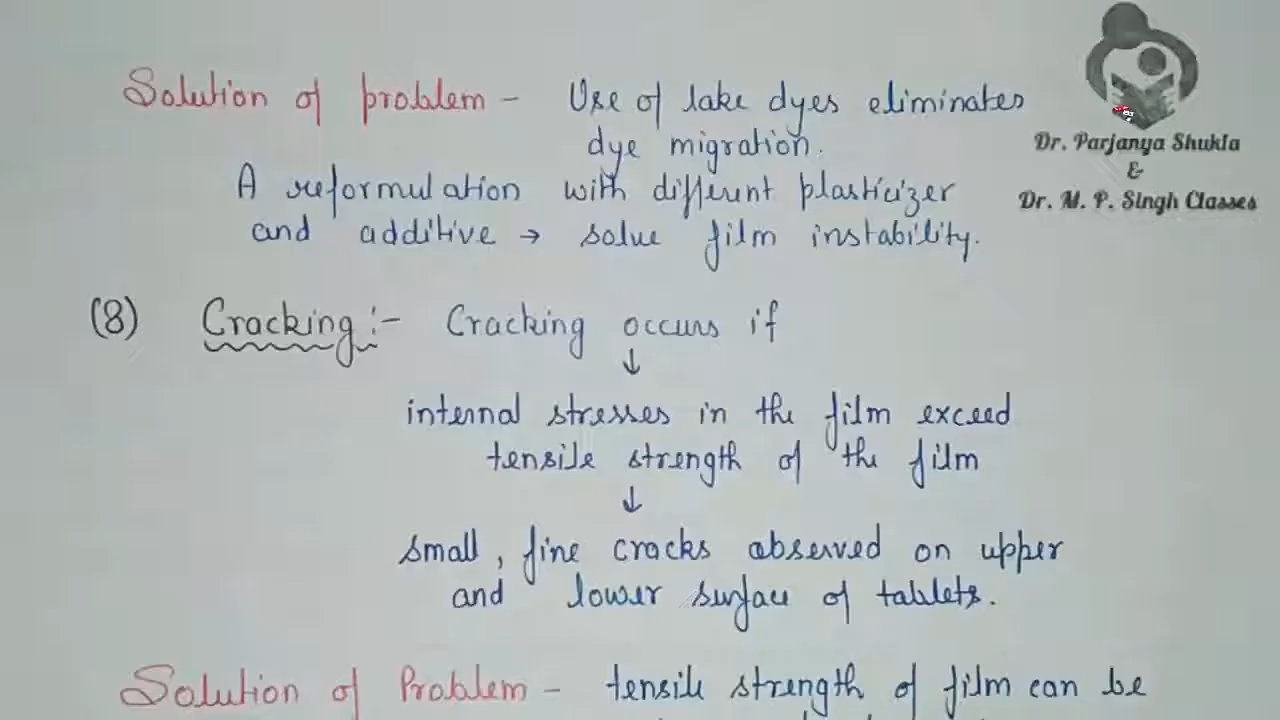 Solution of problem - Use of lake dyes eliminates
dye migration.
A reformulation with different plasticizer
and additive → solve film instability.
(8) Cracking :- Cracking occurs if
↓
internal stresses in the film exceed
tensile strength of the film
↓
small, fine cracks observed on upper
and lower surface of tablets.
Solution of Problem - tensile strength of film can be
Dr. Parjanya Shukla
&
Dr. M. P. Singh Classes